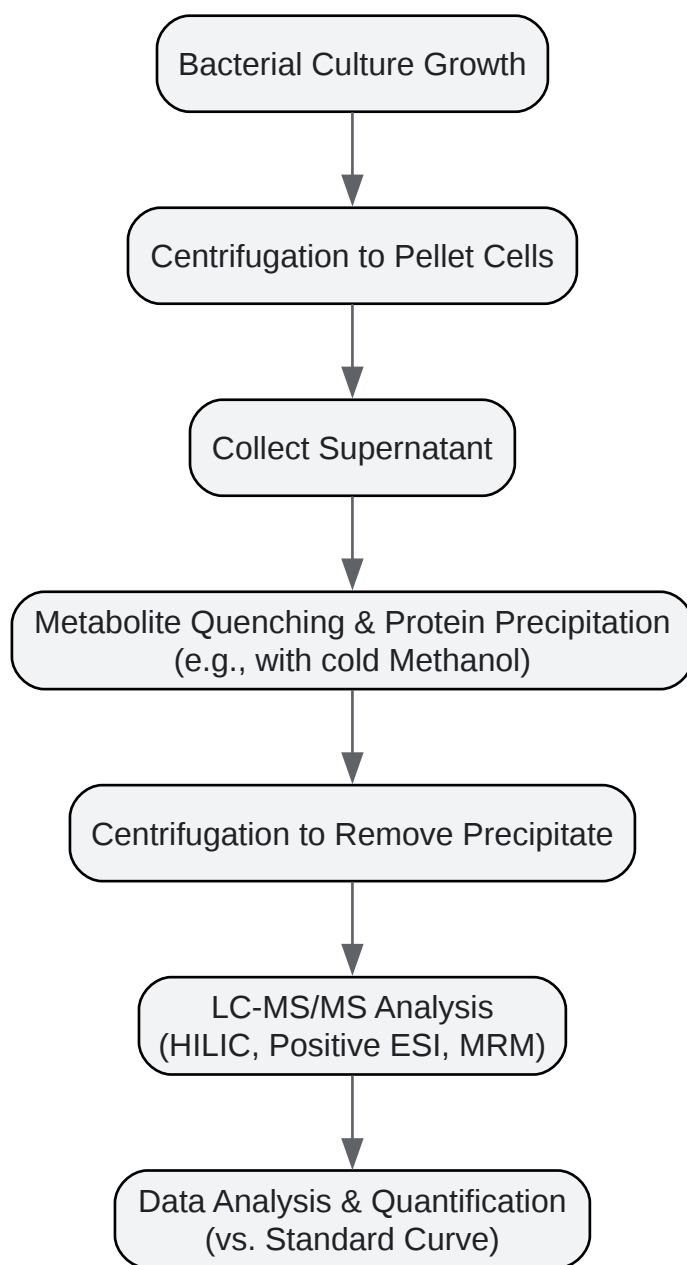 Bacterial Culture Growth
Centrifugation to Pellet Cells
Collect Supernatant
Metabolite Quenching & Protein Precipitation
(e.g., with cold Methanol)
Centrifugation to Remove Precipitate
LC-MS/MS Analysis
(HILIC, Positive ESI, MRM)
Data Analysis & Quantification
(vs. Standard Curve)